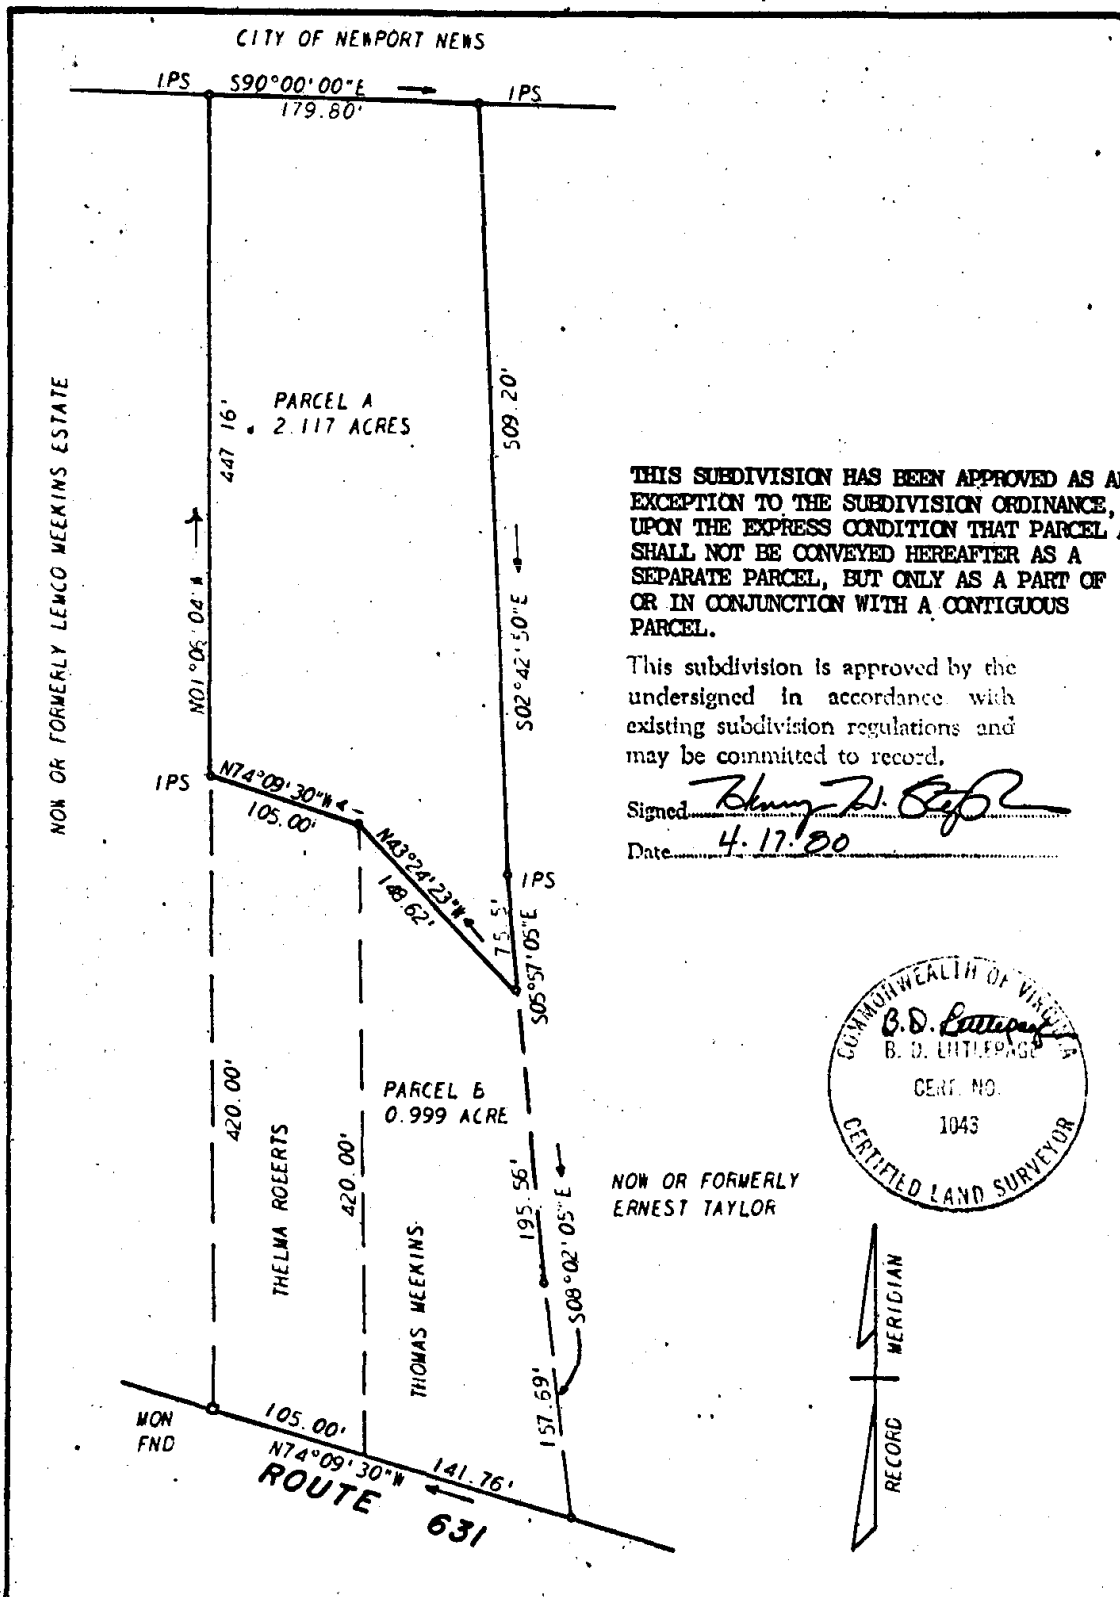 CITY OF NEWPORT NEWS
IPS
S90°00'00"E
IPS
179.80'
NOW OR FORMERLY LEMCO MEEKINS ESTATE
447.16'
N01°06'04"W
PARCEL A
2.117 ACRES
509.20'
S02°42'50"E
THIS SUBDIVISION HAS BEEN APPROVED AS AN
EXCEPTION TO THE SUBDIVISION ORDINANCE,
UPON THE EXPRESS CONDITION THAT PARCEL A
SHALL NOT BE CONVEYED HEREAFTER AS A
SEPARATE PARCEL, BUT ONLY AS A PART OF
OR IN CONJUNCTION WITH A CONTIGUOUS
PARCEL.
This subdivision is approved by the
undersigned in accordance with
existing subdivision regulations and
may be committed to record.
Signed
Date 4.17.80
IPS
N74°09'30"W
105.00'
N43°24'23"W
148.62'
IPS
75.5'
S05°57'05"E
COMMONWEALTH OF VIRGINIA
B.D. Littlepage
B. D. LITTLEPAGE
CERT. NO.
1043
CERTIFIED LAND SURVEYOR
420.00'
THELMA ROBERTS
420.00'
PARCEL B
0.999 ACRE
THOMAS MEEKINS
195.56'
S08°02'05"E
157.69'
NOW OR FORMERLY
ERNEST TAYLOR
MERIDIAN
RECORD
MON
FND
105.00'
N74°09'30"W
141.76'
ROUTE 631